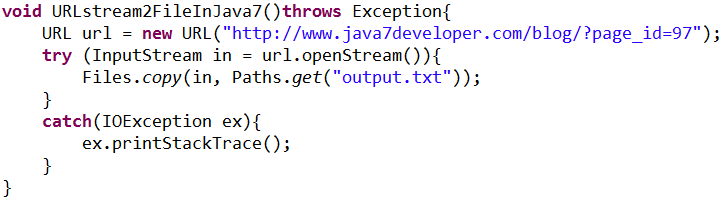 void URLstream2FileInJava7()throws Exception{
    URL url = new URL("http://www.java7developer.com/blog/?page_id=97");
    try (InputStream in = url.openStream()){
        Files.copy(in, Paths.get("output.txt"));
    }
    catch(IOException ex){
        ex.printStackTrace();
    }
}